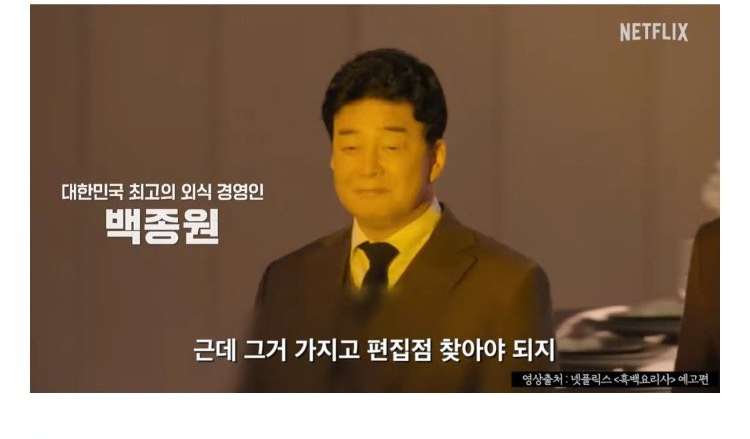 NETFLIX
대한민국 최고의 외식 경영인
백종원
근데 그거 가지고 편집점 찾아야 되지
영상출처 : 넷플릭스 <흑백요리사> 예고편